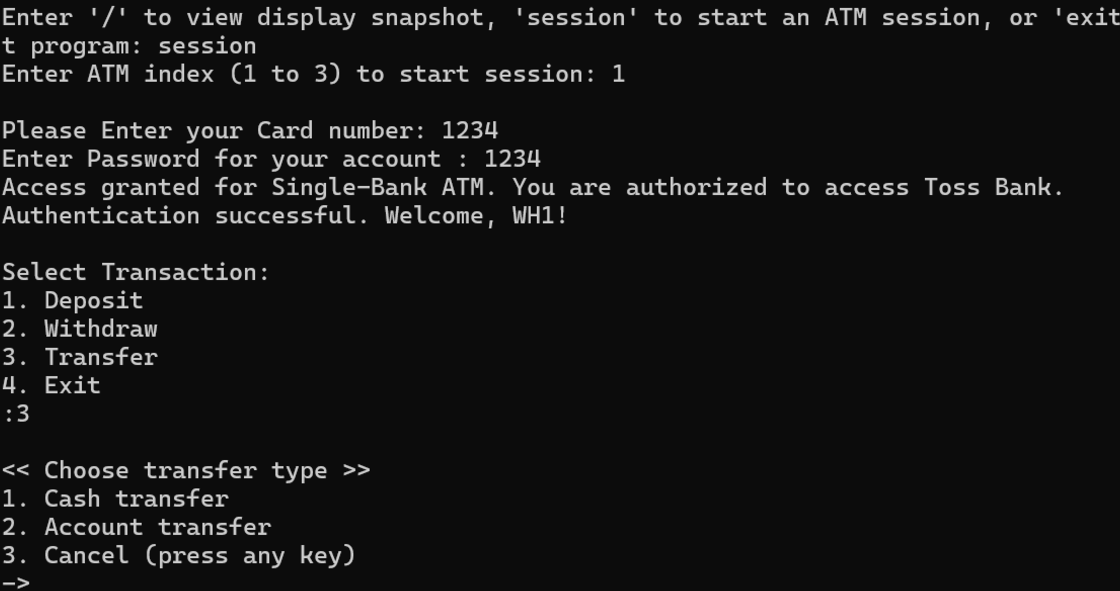 Enter '/' to view display snapshot, 'session' to start an ATM session, or 'exit
t program: session
Enter ATM index (1 to 3) to start session: 1
Please Enter your Card number: 1234
Enter Password for your account : 1234
Access granted for Single-Bank ATM. You are authorized to access Toss Bank.
Authentication successful. Welcome, WH1!
Select Transaction:
1. Deposit
2. Withdraw
3. Transfer
4. Exit
:3
<< Choose transfer type >>
1. Cash transfer
2. Account transfer
3. Cancel (press any key)
->